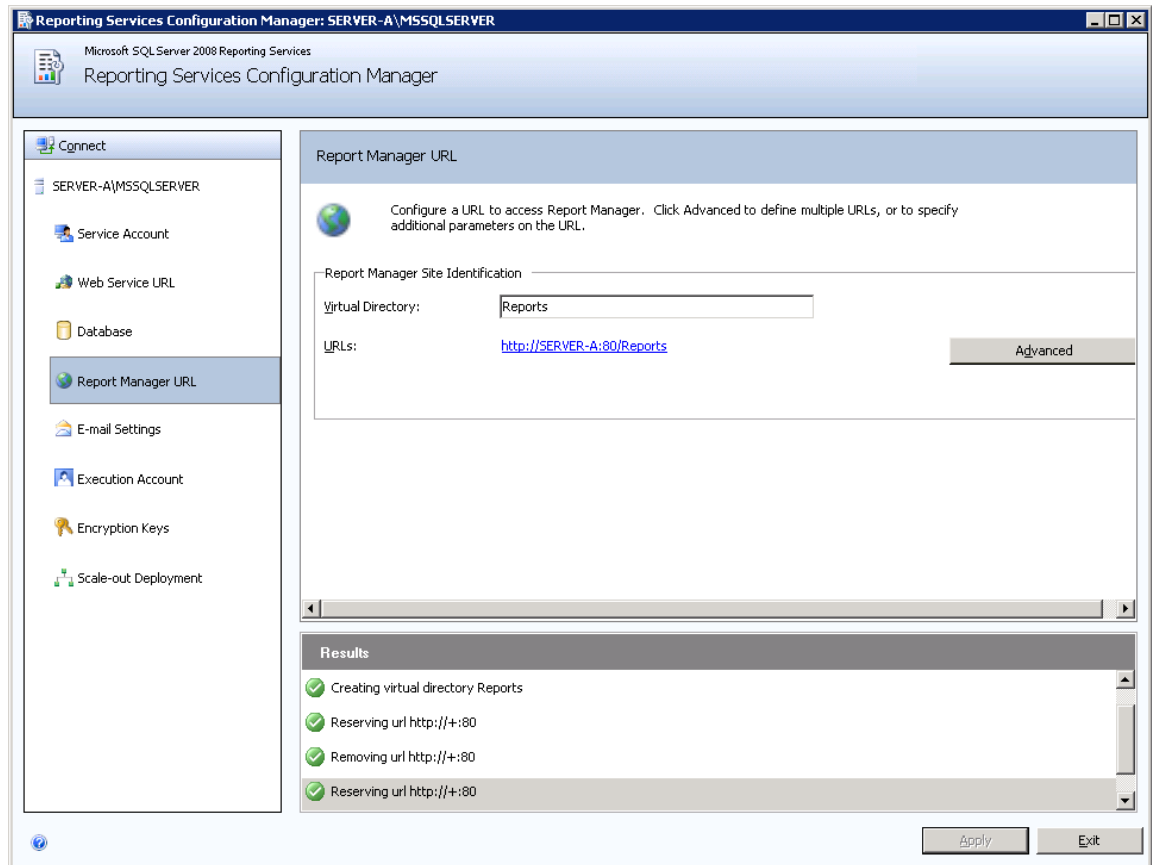 Reporting Services Configuration Manager: SERVER-A\MSSQLSERVER
Microsoft SQL Server 2008 Reporting Services
Reporting Services Configuration Manager
Connect
SERVER-A\MSSQLSERVER
Service Account
Web Service URL
Database
Report Manager URL
E-mail Settings
Execution Account
Encryption Keys
Scale-out Deployment
Report Manager URL
Configure a URL to access Report Manager.  Click Advanced to define multiple URLs, or to specify
additional parameters on the URL.
Report Manager Site Identification
Virtual Directory: Reports
URLs: http://SERVER-A:80/Reports
Advanced
Results
Creating virtual directory Reports
Reserving url http://+:80
Removing url http://+:80
Reserving url http://+:80
Apply
Exit